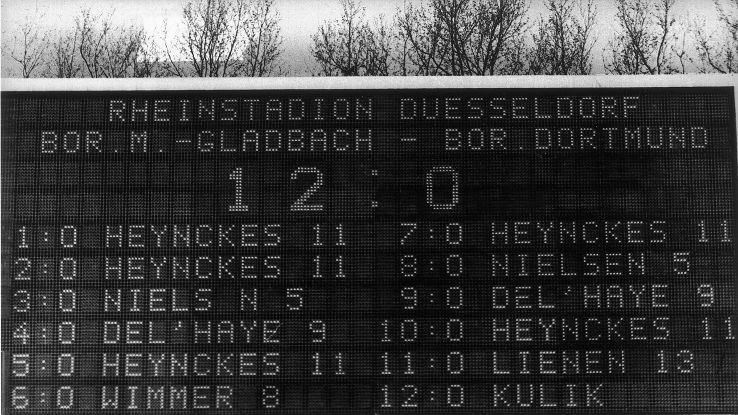 RHEINSTADION DUESSELDORF
BOR.M.-GLADBACH - BOR.DORTMUND
12:0
1:0 HEYNCKES 11 7:0 HEYNCKES 11
2:0 HEYNCKES 11 8:0 NIELSEN 5
3:0 NIELS N 5 9:0 DEL'HAYE 9
4:0 DEL'HAYE 9 10:0 HEYNCKES 11
5:0 HEYNCKES 11 11:0 LIENEN 13
6:0 WIMMER 8 12:0 KULIK